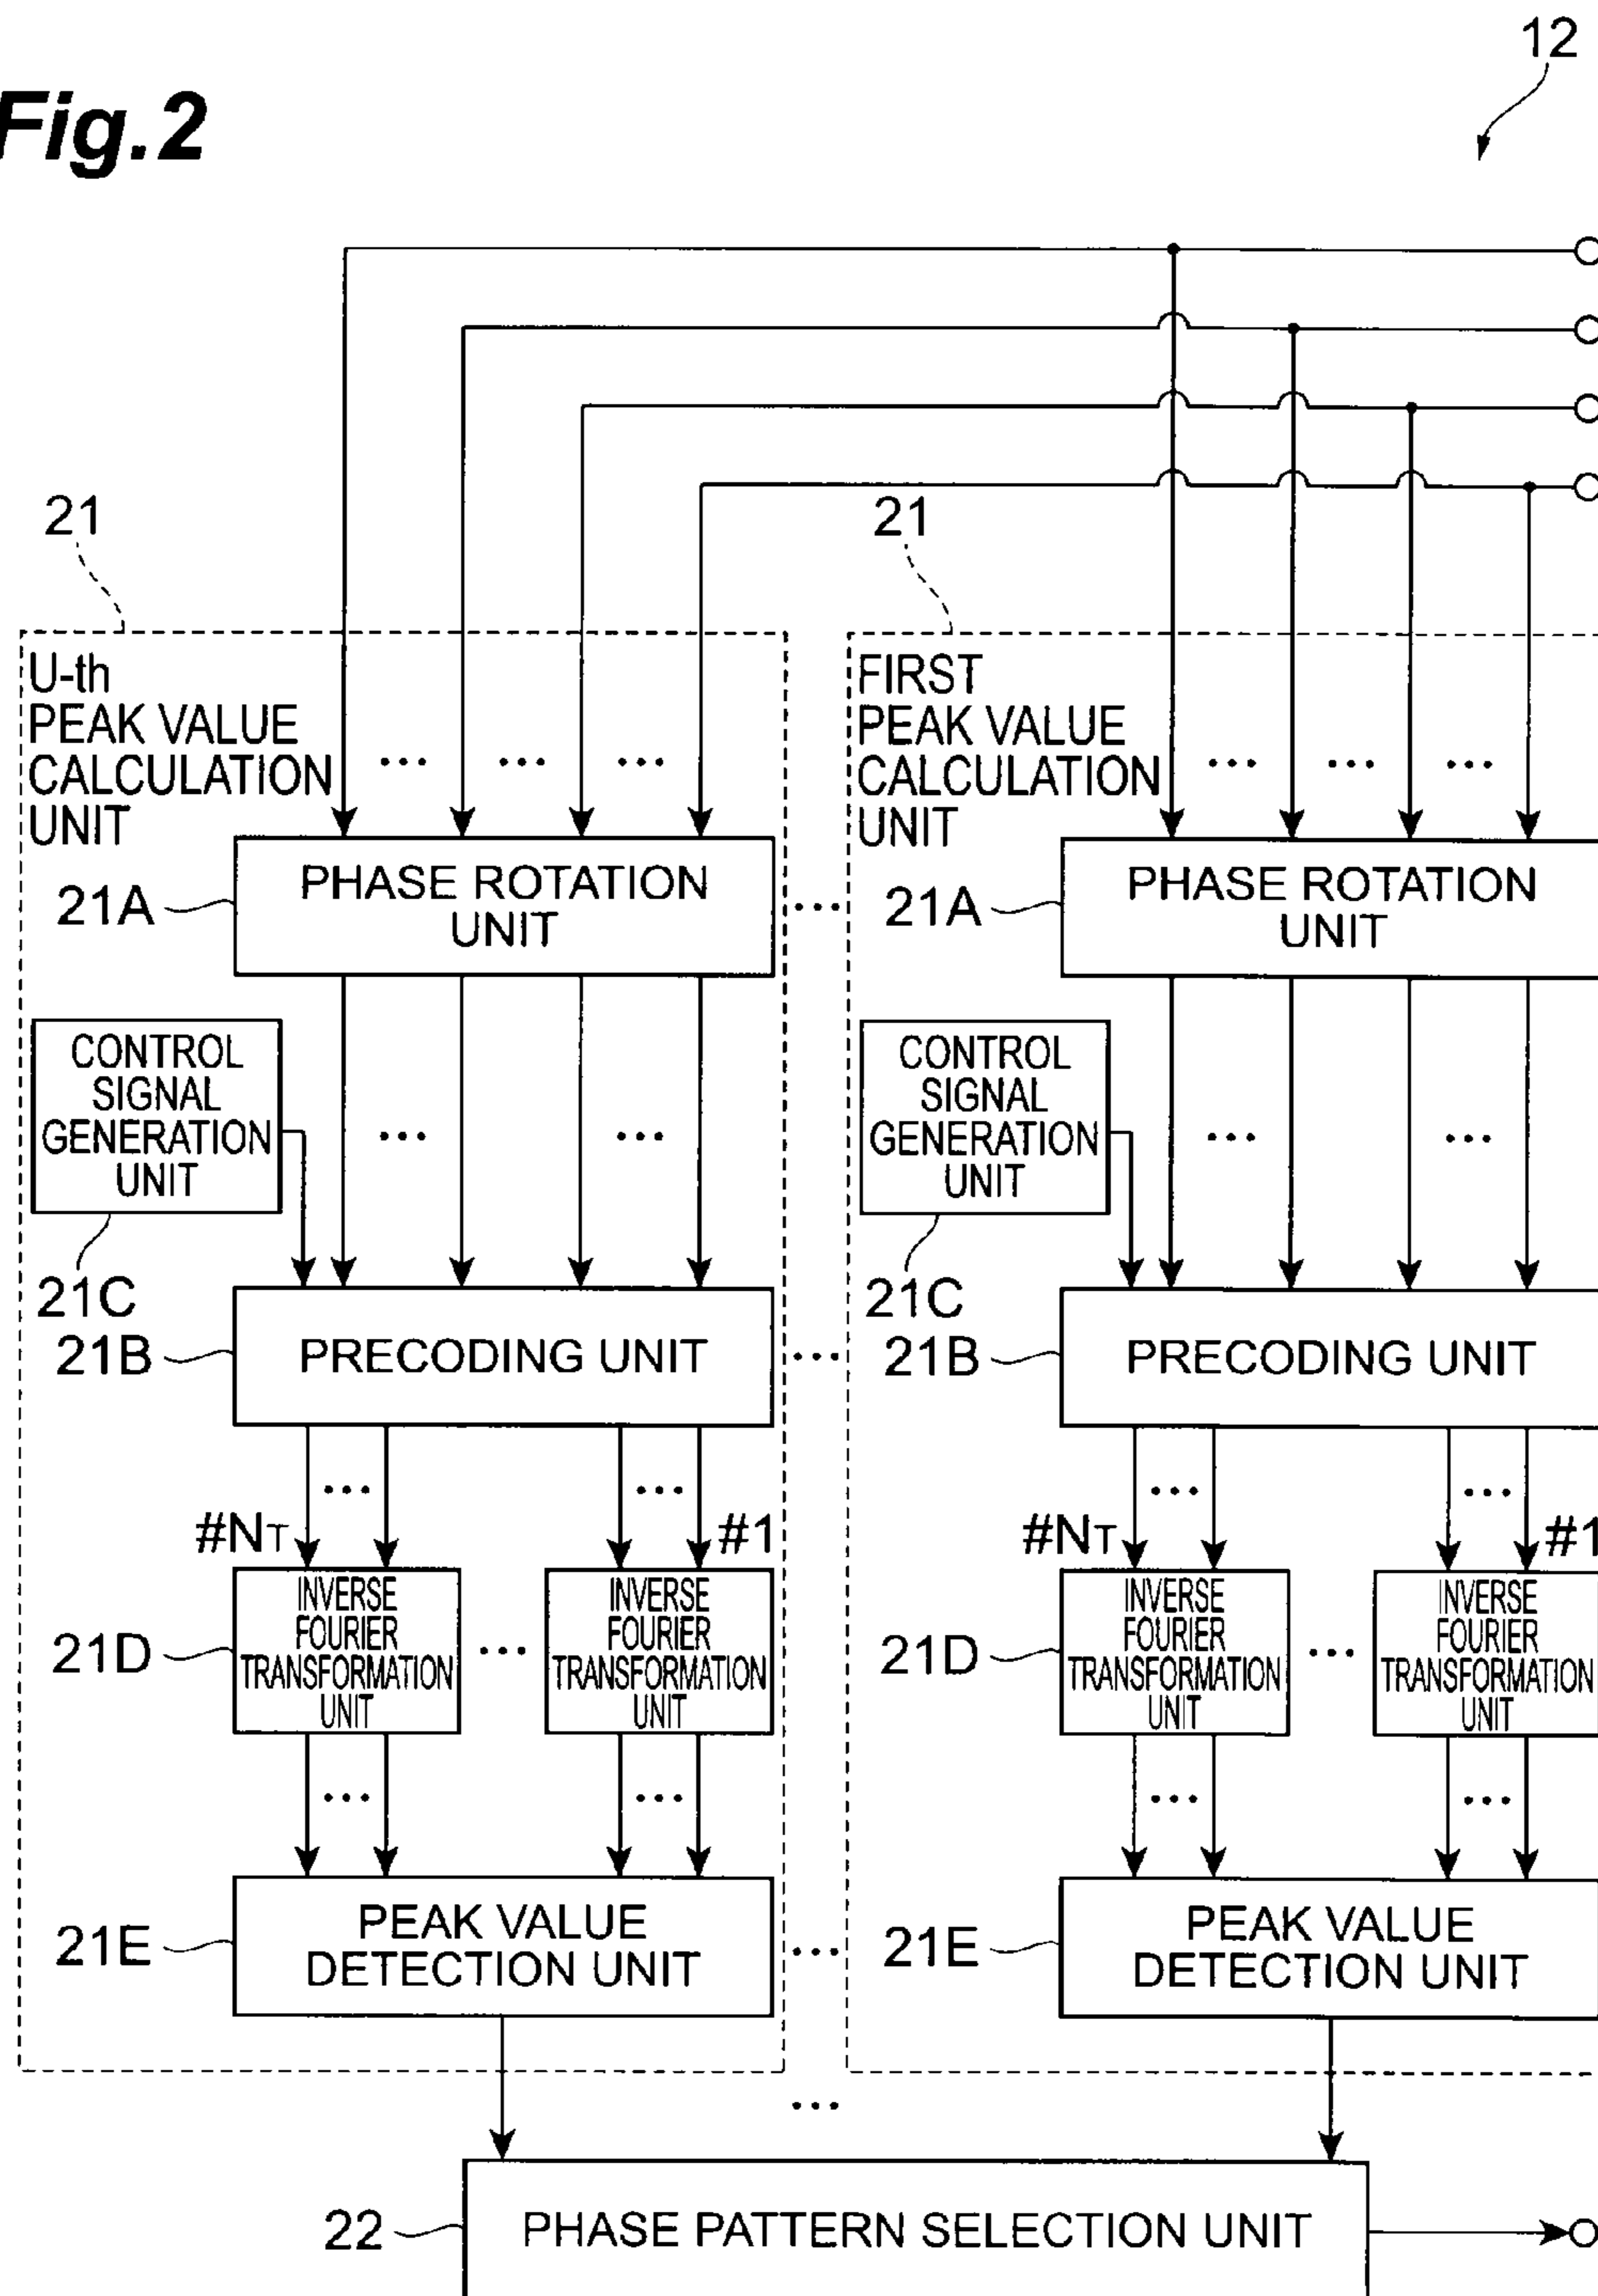 12
Fig.2
21
21
U-th
PEAK VALUE
CALCULATION
UNIT
... ... ...
FIRST
PEAK VALUE
CALCULATION
UNIT
... ... ...
21A
PHASE ROTATION
UNIT
...
21A
PHASE ROTATION
UNIT
CONTROL
SIGNAL
GENERATION
UNIT
... ...
CONTROL
SIGNAL
GENERATION
UNIT
... ...
21C
21C
21B
PRECODING UNIT
...
21B
PRECODING UNIT
... ...
... ...
#NT
#1
#NT
#1
21D
INVERSE
FOURIER
TRANSFORMATION
UNIT
...
INVERSE
FOURIER
TRANSFORMATION
UNIT
21D
INVERSE
FOURIER
TRANSFORMATION
UNIT
...
INVERSE
FOURIER
TRANSFORMATION
UNIT
... ...
... ...
21E
PEAK VALUE
DETECTION UNIT
...
21E
PEAK VALUE
DETECTION UNIT
...
22
PHASE PATTERN SELECTION UNIT